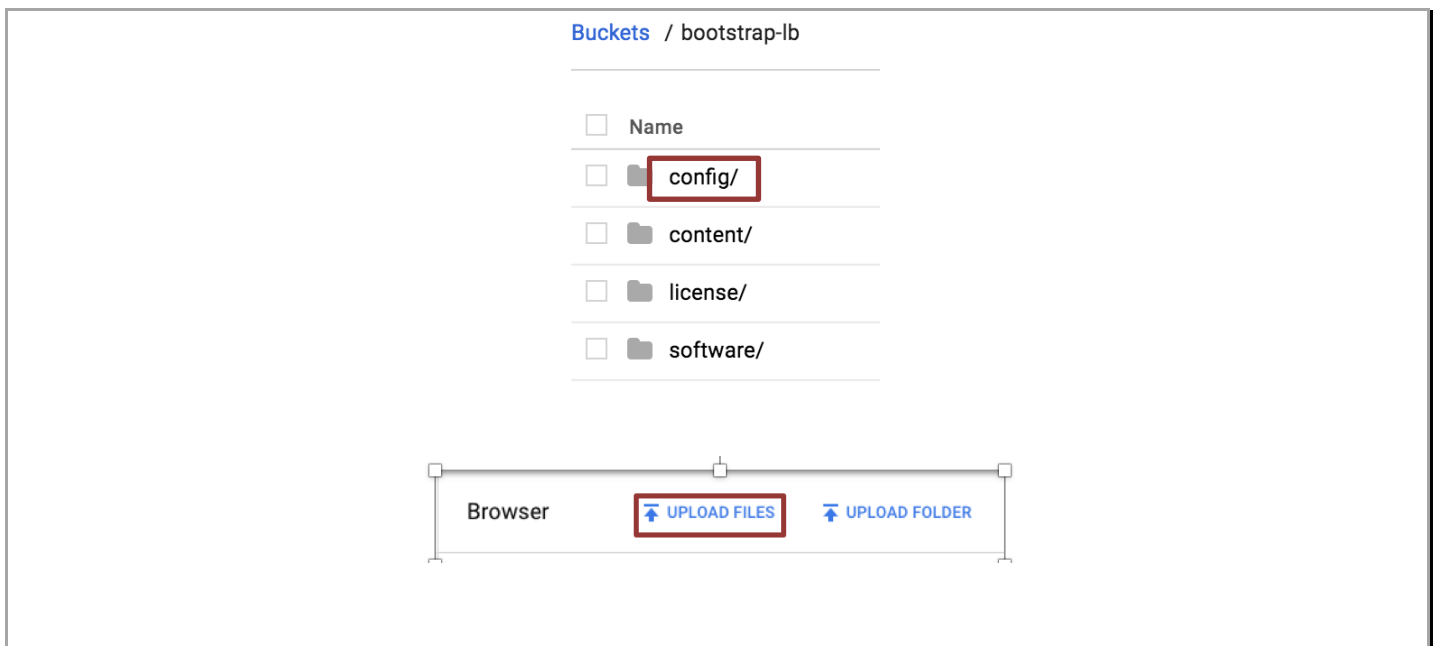 Buckets / bootstrap-lb
Name
config/
content/
license/
software/
Browser UPLOAD FILES UPLOAD FOLDER